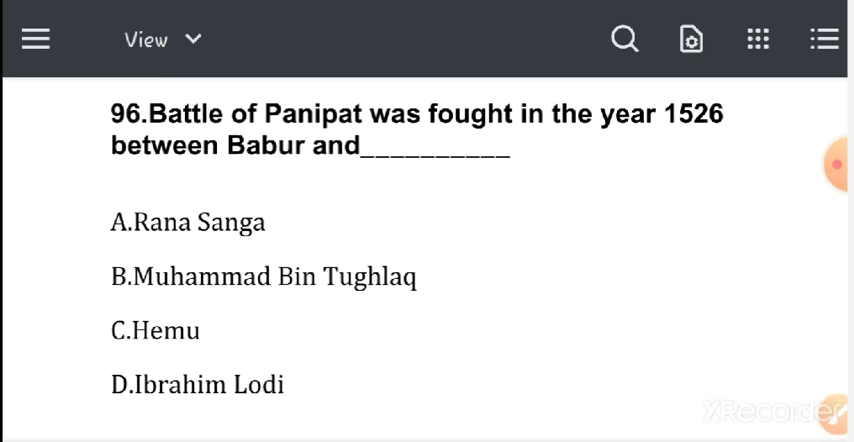 View
96.Battle of Panipat was fought in the year 1526
between Babur and__________
A.Rana Sanga
B.Muhammad Bin Tughlaq
C.Hemu
D.Ibrahim Lodi
XRecorder